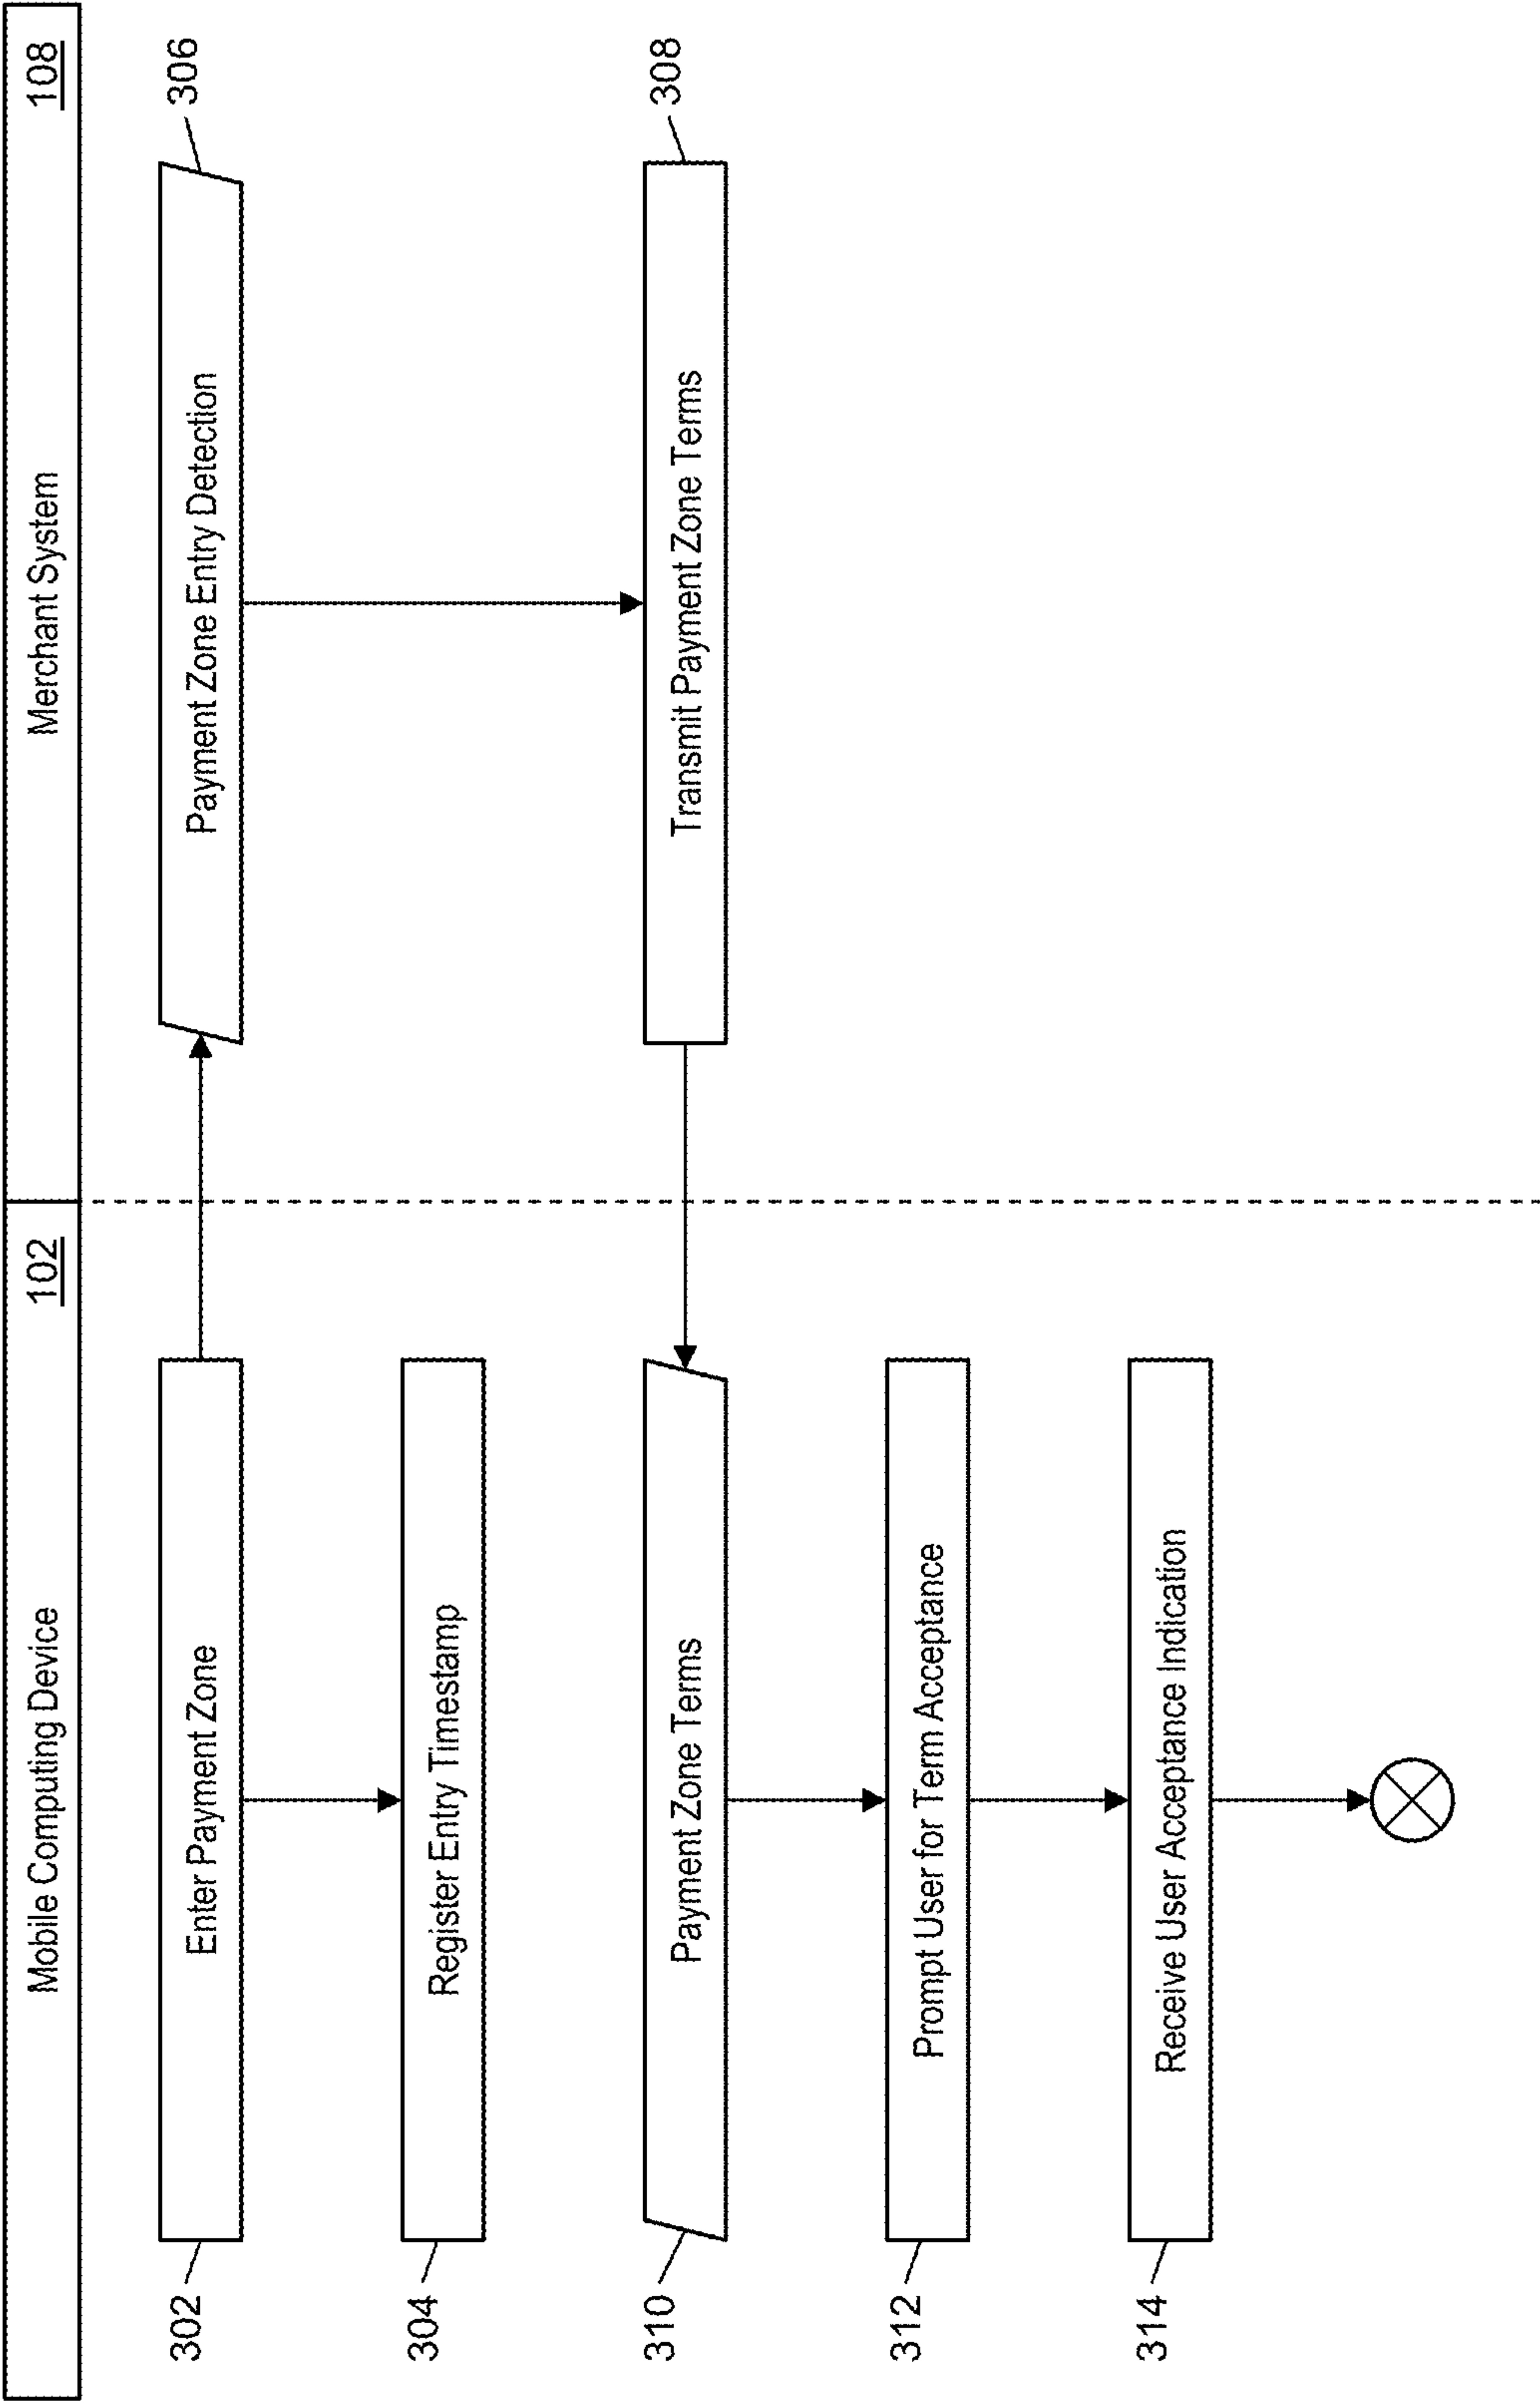 Mobile Computing Device
102
Merchant System
108
302
Enter Payment Zone
Payment Zone Entry Detection
306
304
Register Entry Timestamp
310
Payment Zone Terms
Transmit Payment Zone Terms
308
312
Prompt User for Term Acceptance
314
Receive User Acceptance Indication